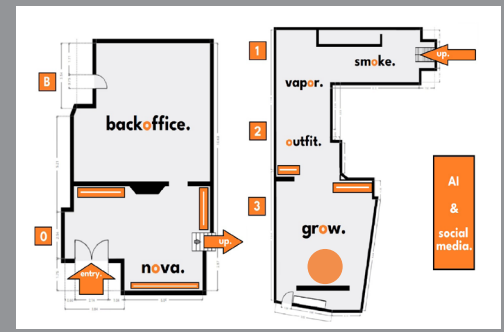 B
backoffice.
0
entry.
nova.
up.
1
smoke.
up.
vapor.
2
outfit.
3
grow.
AI
&
social
media.